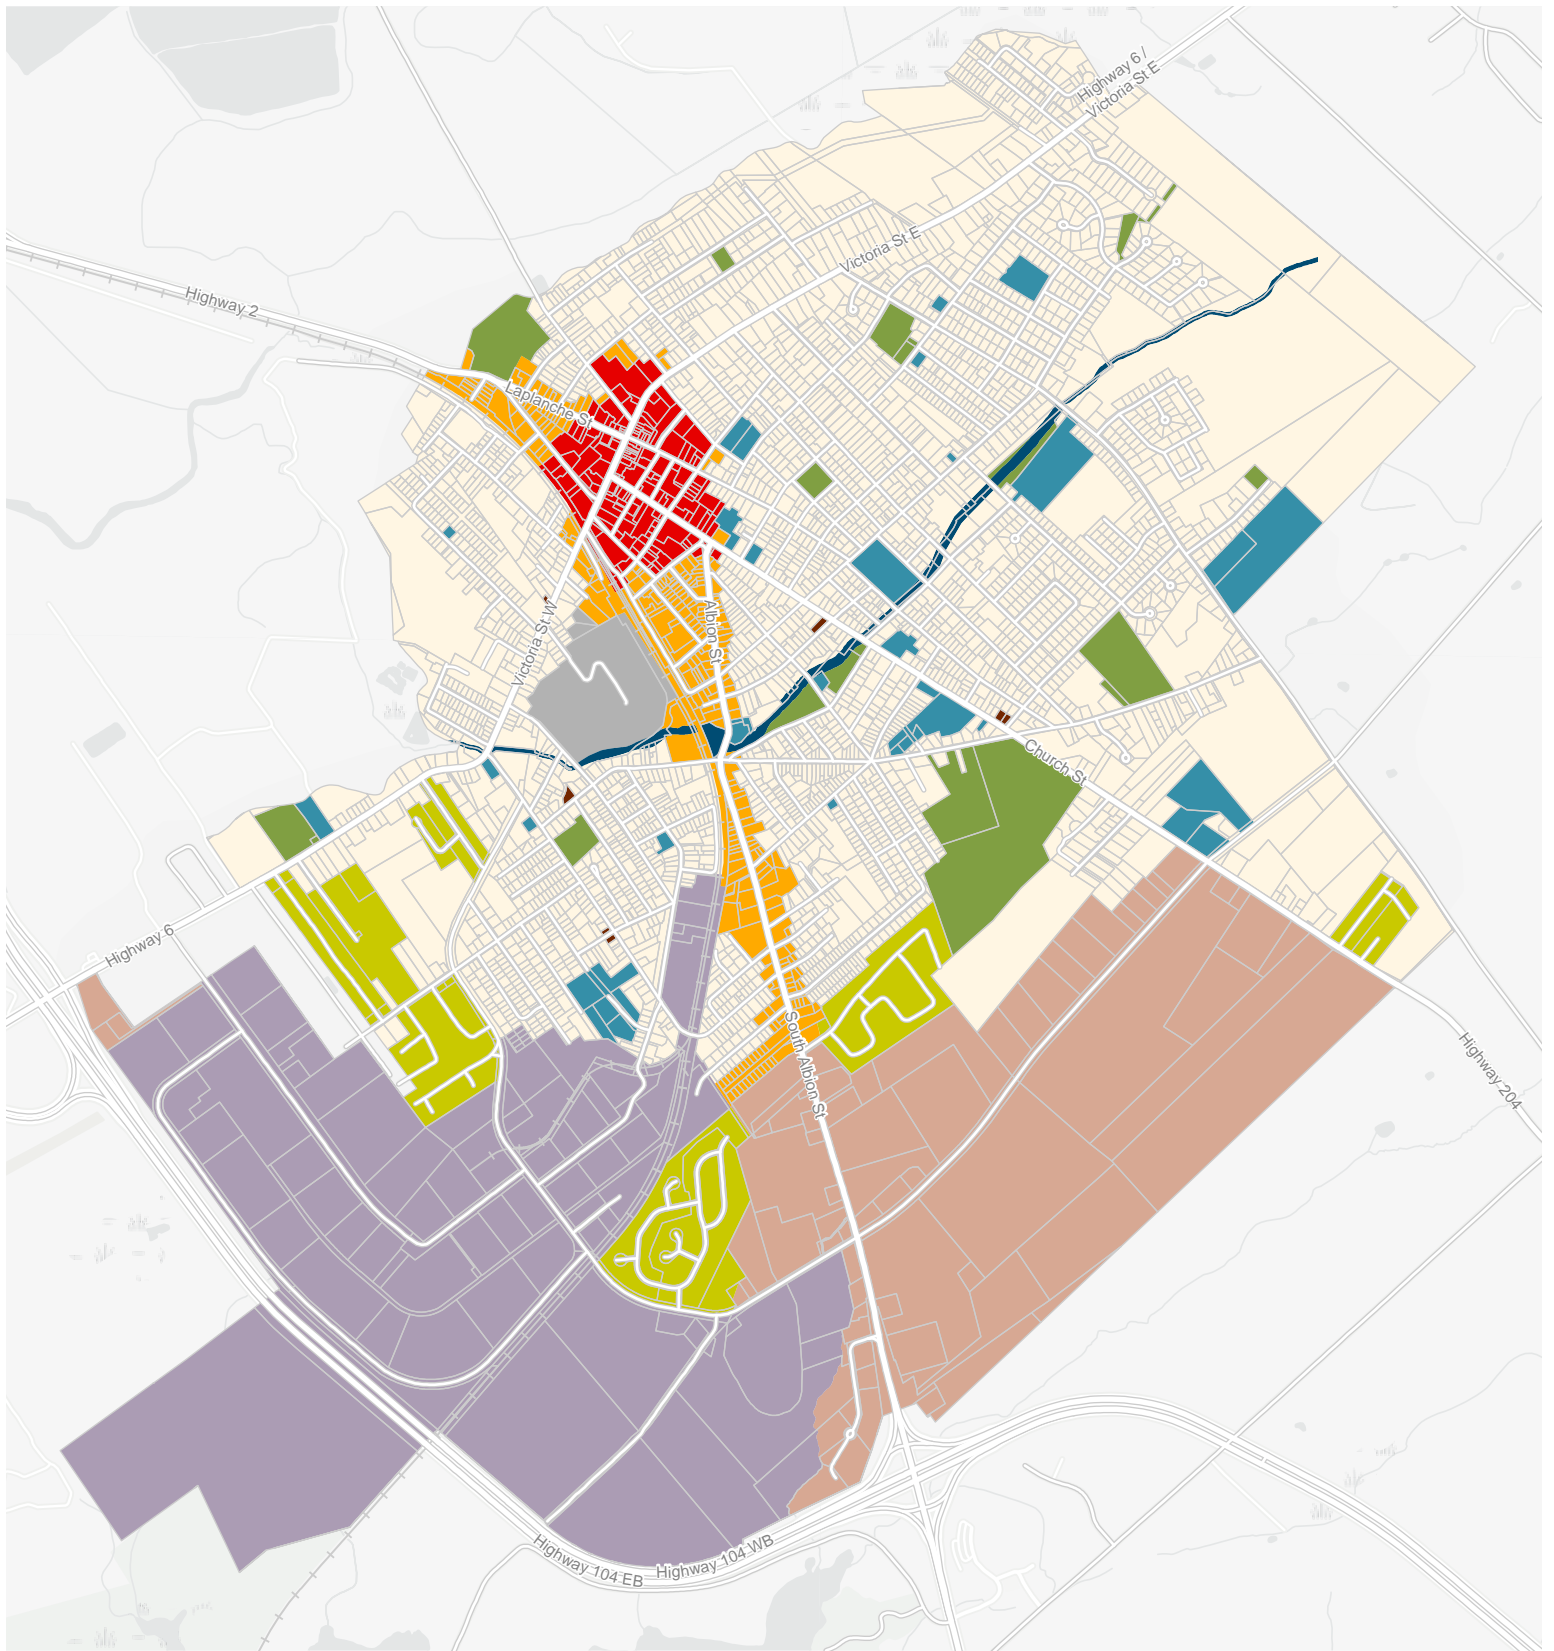 Highway 6 /
Victoria St E
Victoria St E
Highway 2
Laplanche St
Albion St
Victoria St W
Church St
Highway 6
South Albion St
Highway 204
Highway 104 EB
Highway 104 WB